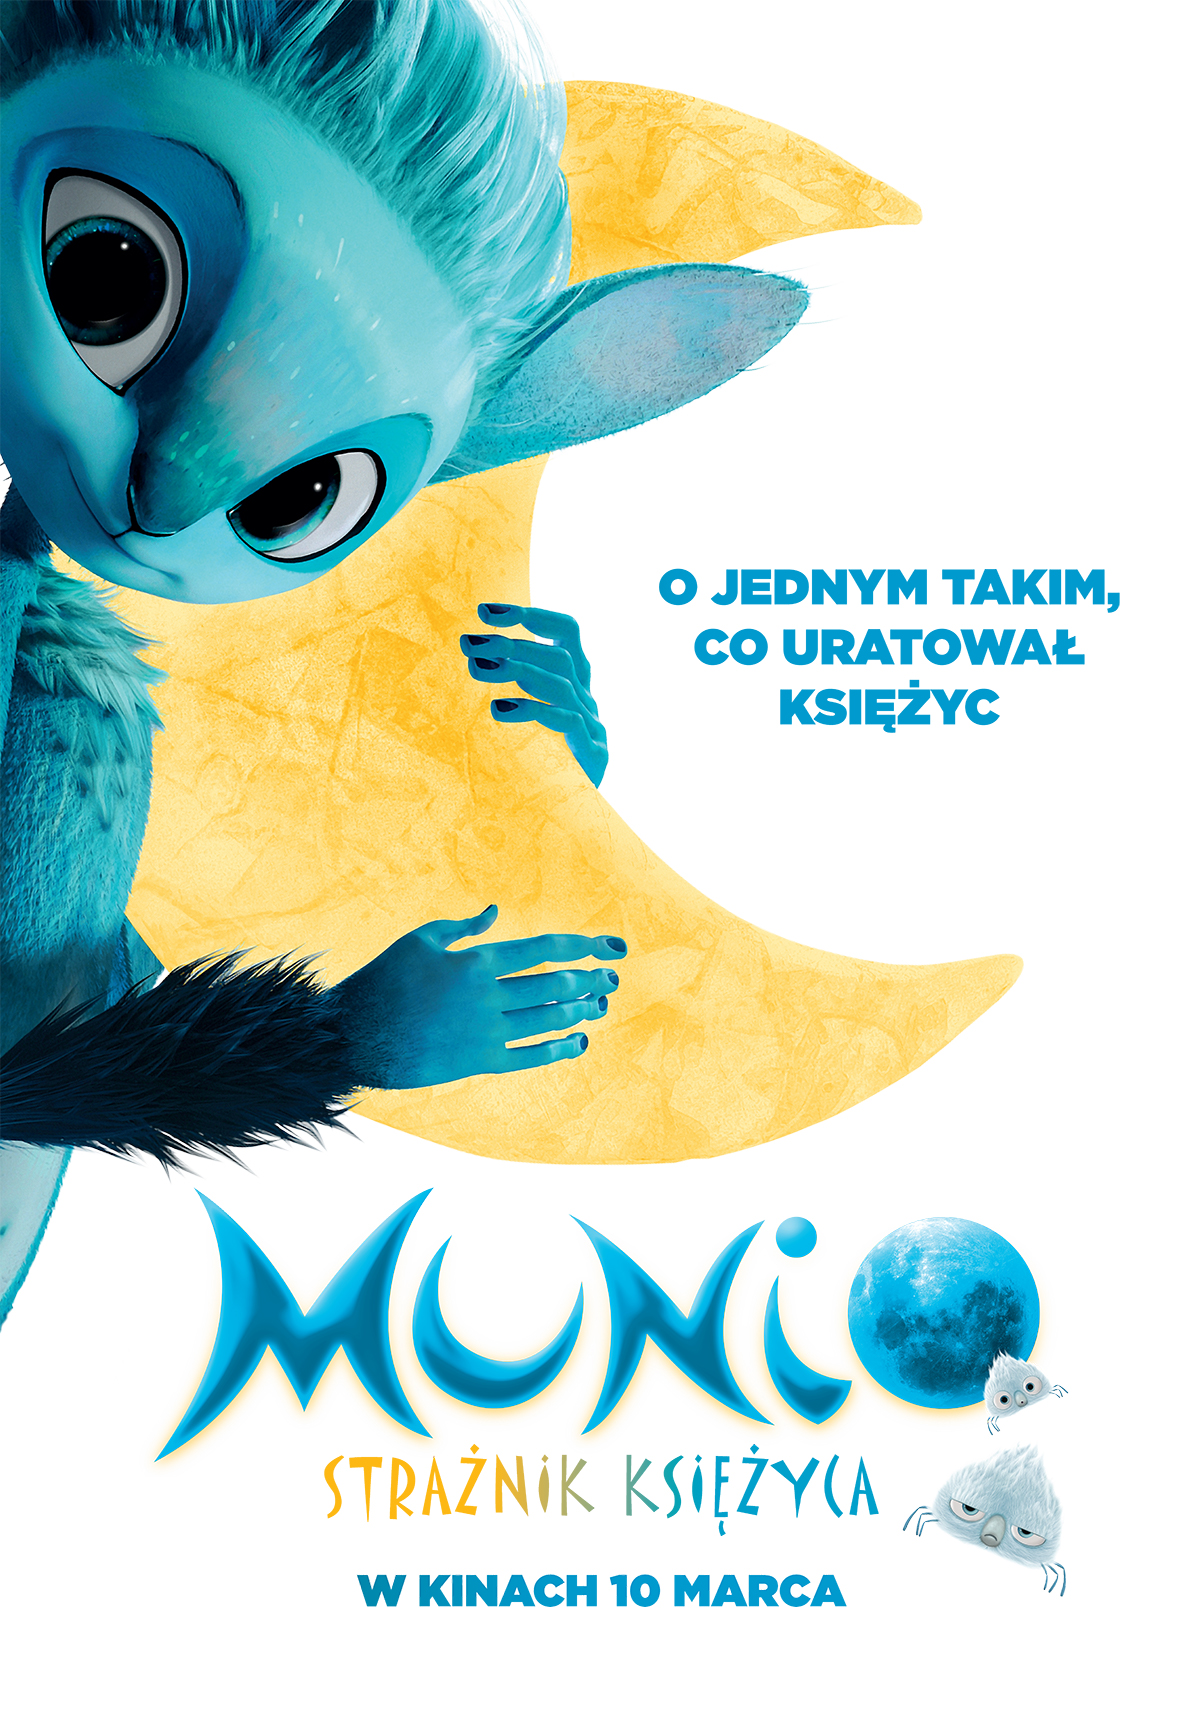 O JEDNYM TAKIM,
CO URATOWAŁ
KSIĘŻYC
MUNiO
STRAŻNiK KSiĘŻYCA
W KINACH 10 MARCA